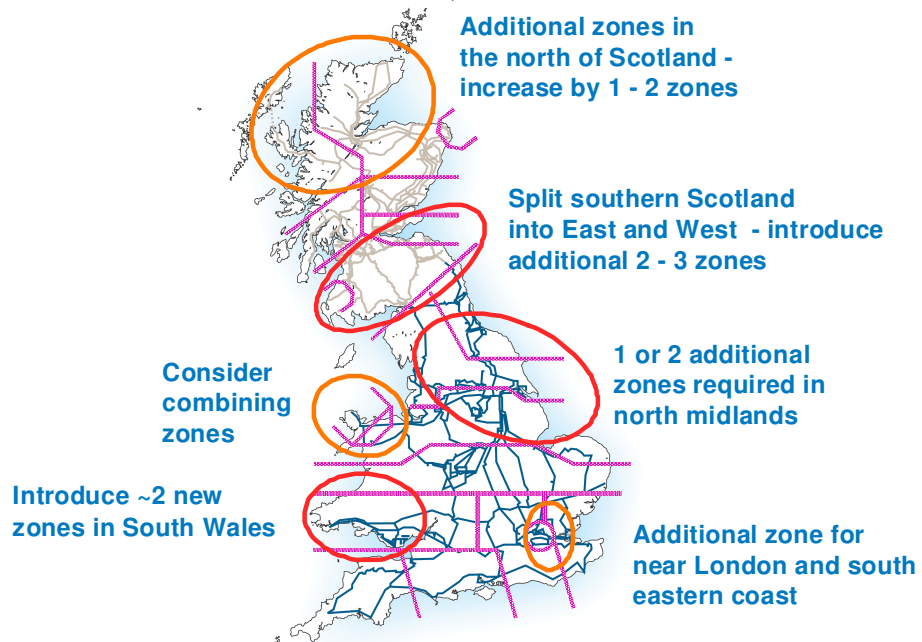 Additional zones in
the north of Scotland -
increase by 1 - 2 zones
Split southern Scotland
into East and West - introduce
additional 2 - 3 zones
1 or 2 additional
zones required in
north midlands
Consider
combining
zones
Introduce ~2 new
zones in South Wales
Additional zone for
near London and south
eastern coast